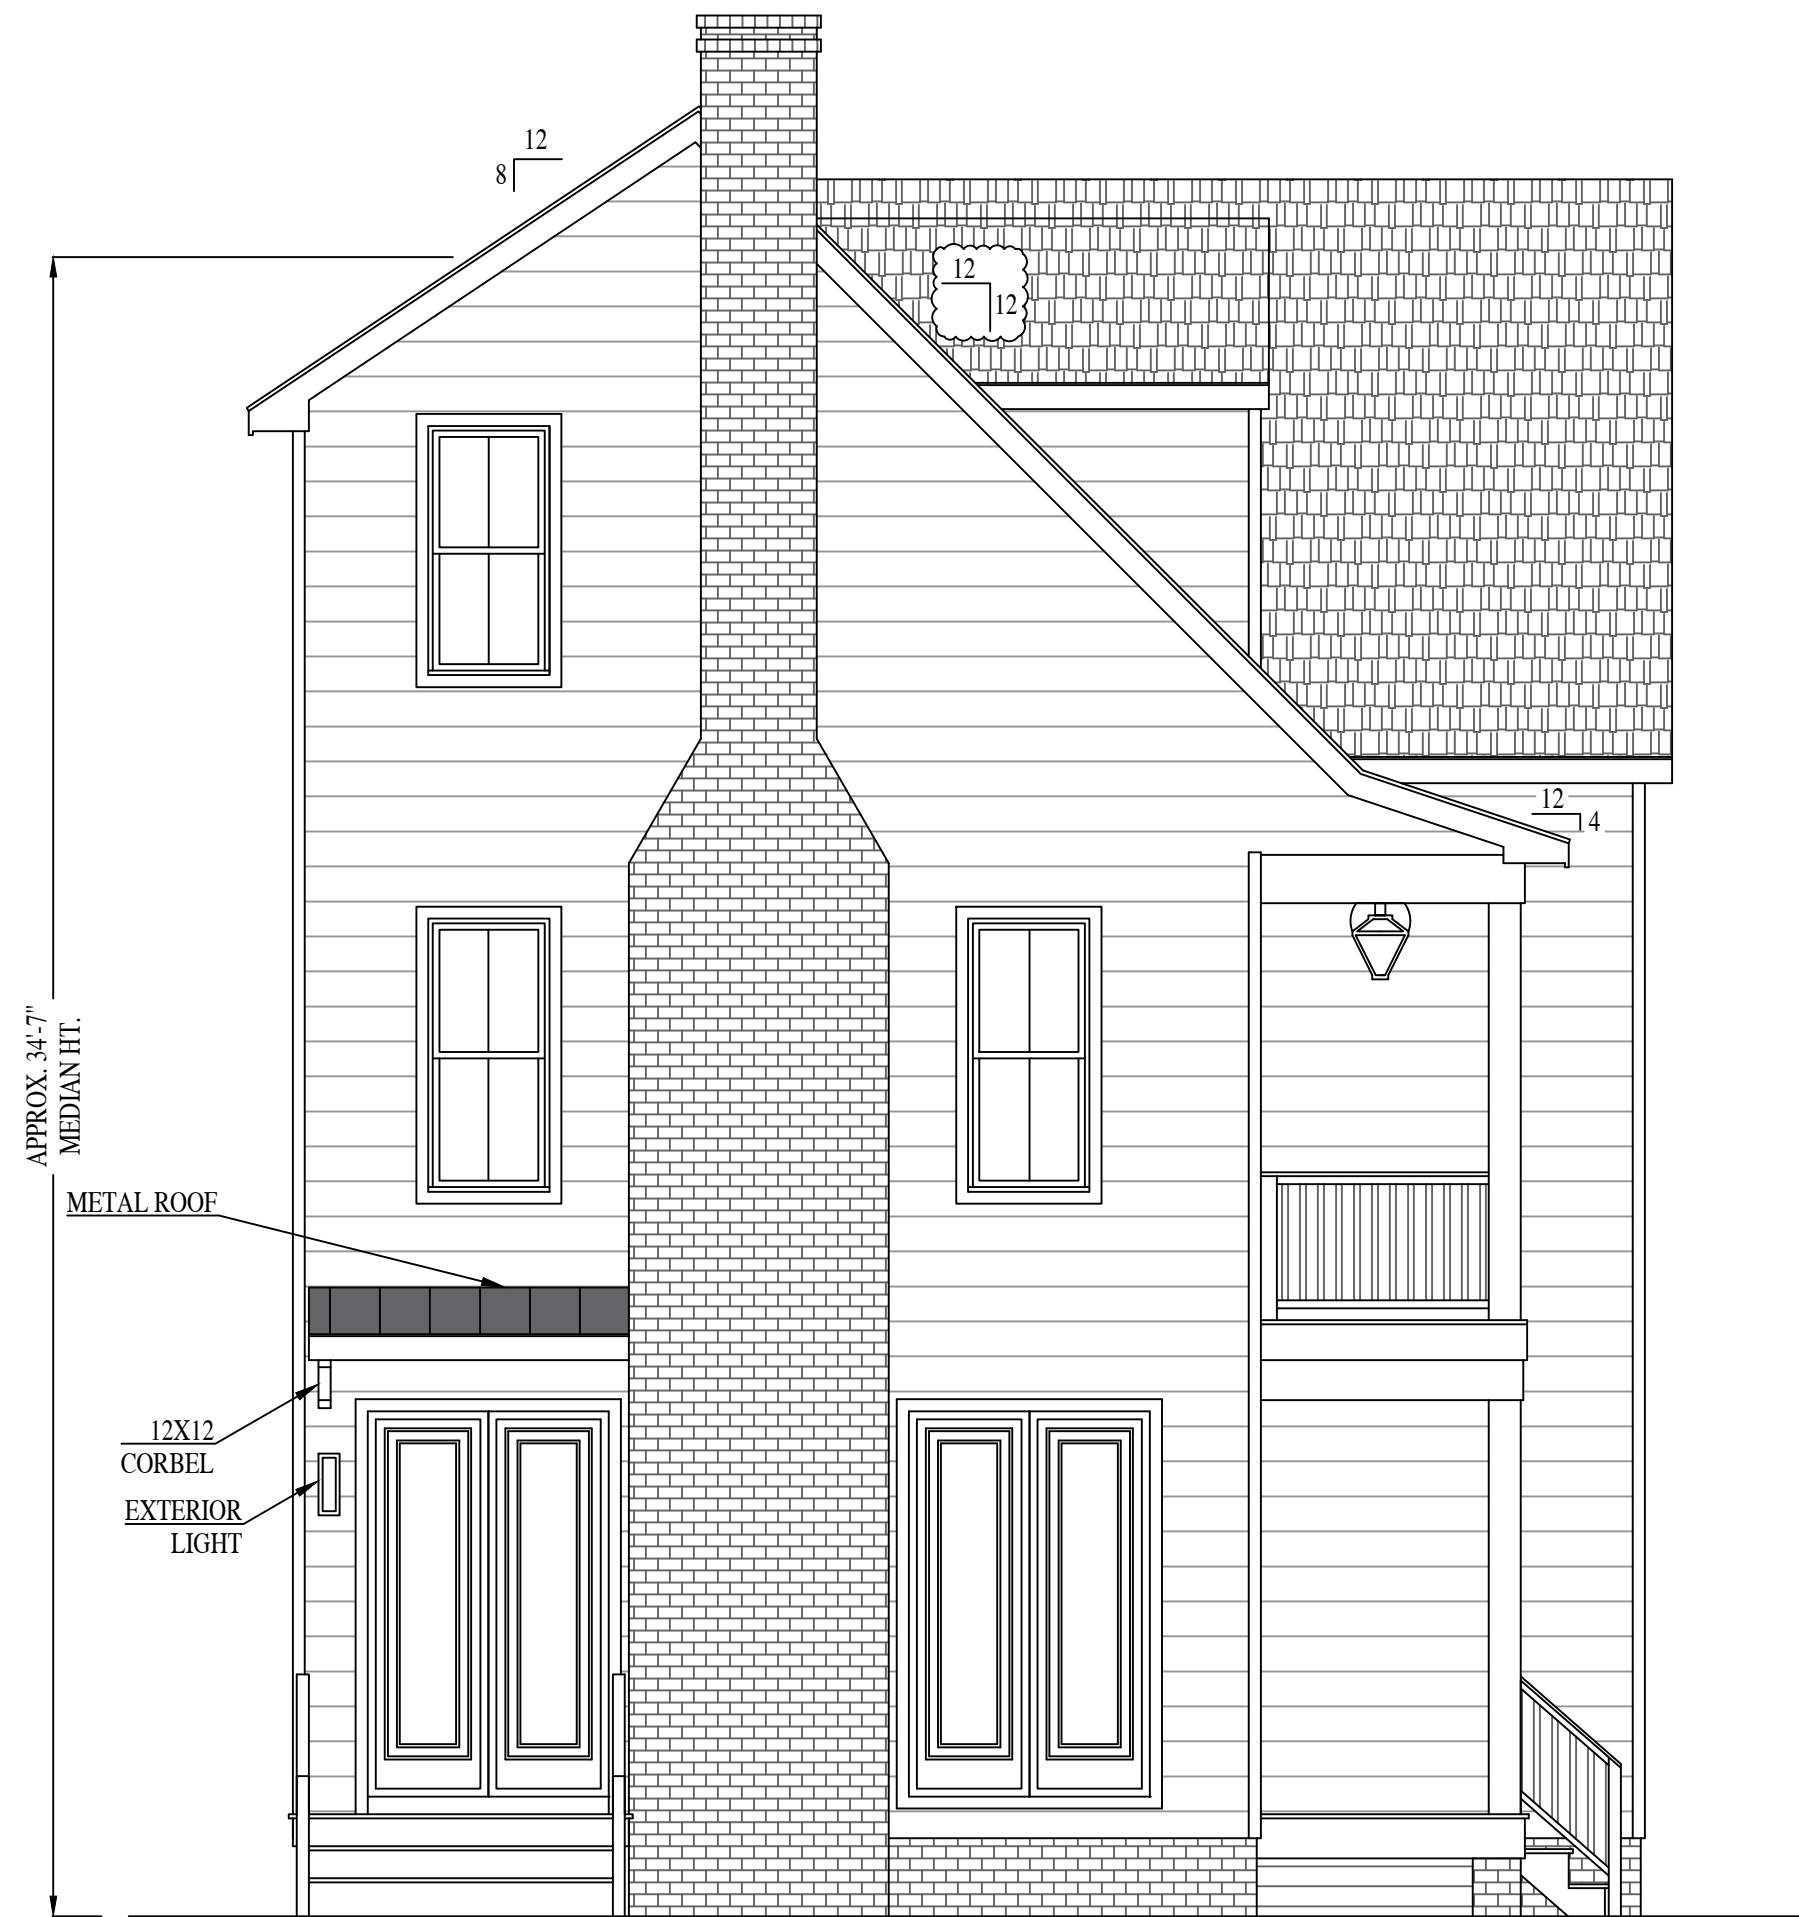 12
8
12
12
12
4
APPROX. 34'-7"
MEDIAN HT.
METAL ROOF
12X12
CORBEL
EXTERIOR
LIGHT